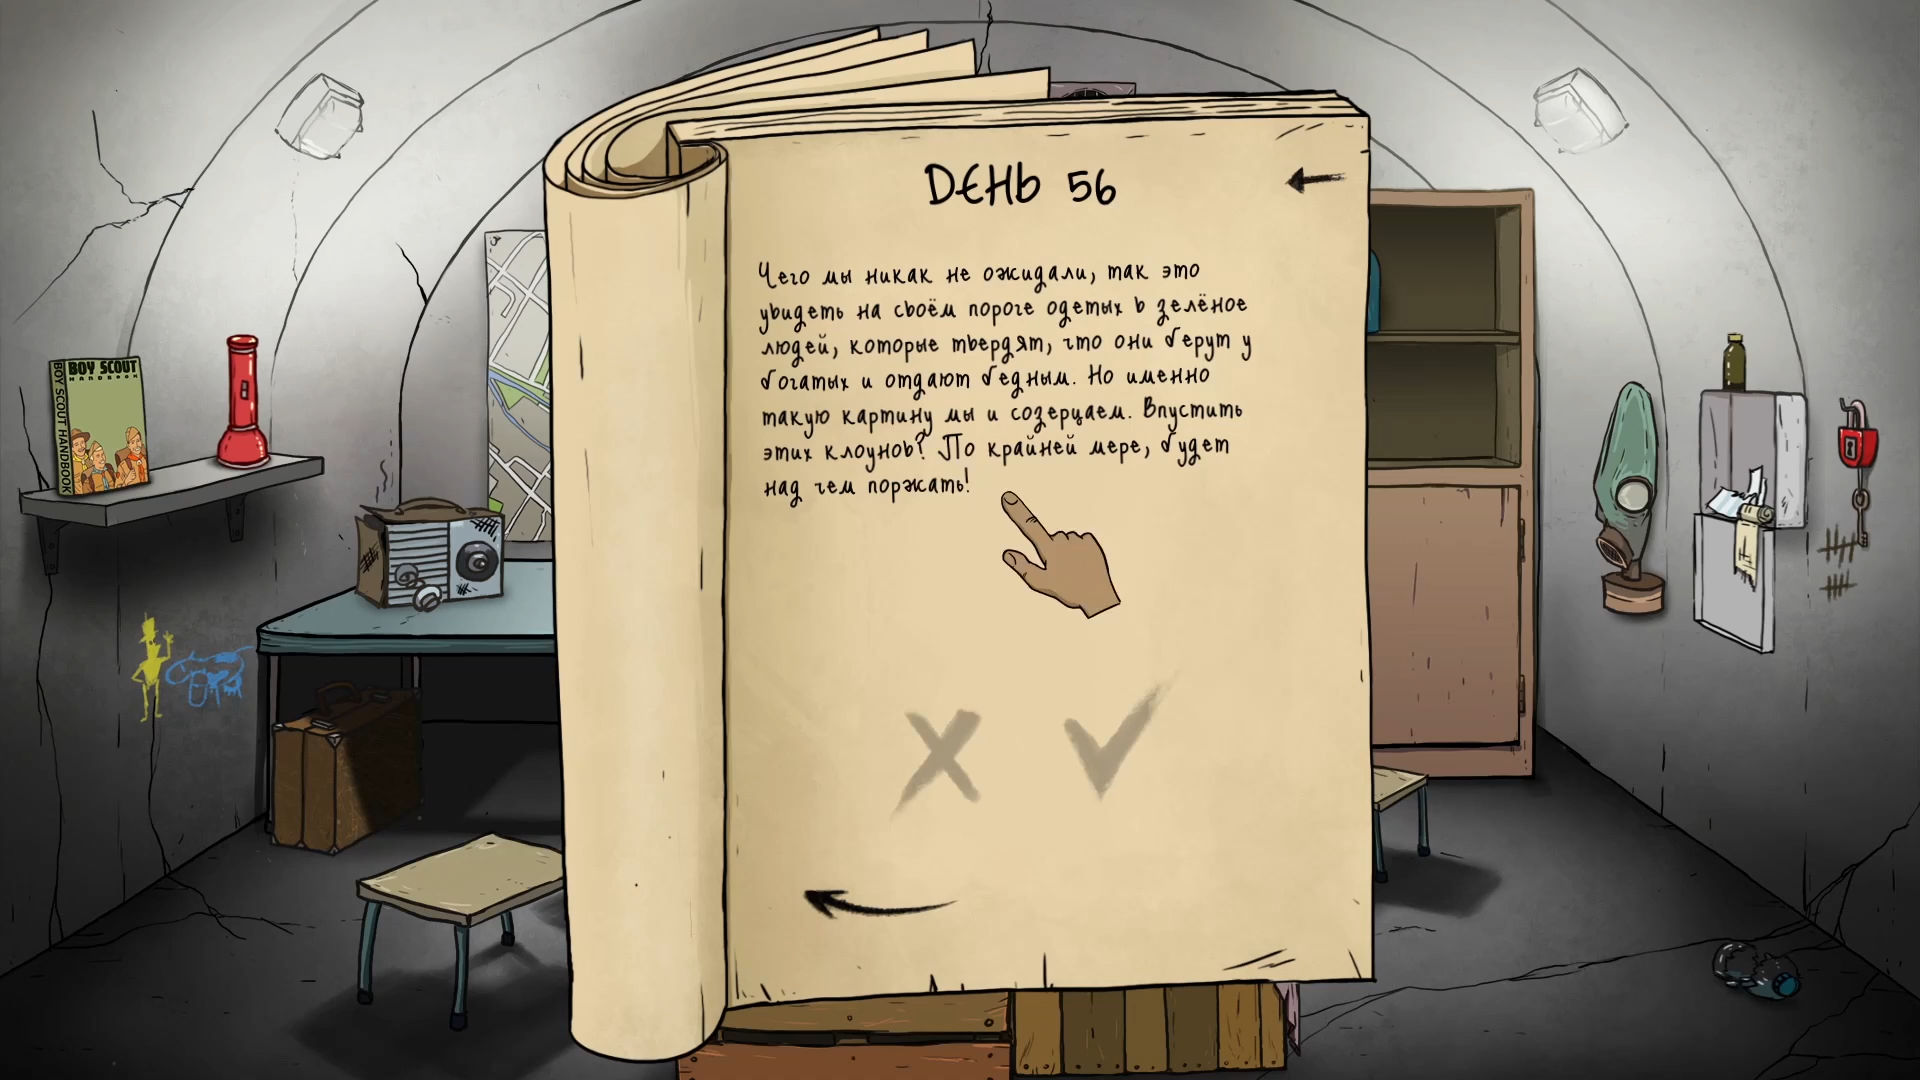 BOY SCOUT
HANDBOOK
BOY SCOUT HANDBOOK
ДЕНЬ 56
Чего мы никак не ожидали, так это
увидеть на своём пороге одетых в зелёное
людей, которые твердят, что они берут у
богатых и отдают бедным. Но именно
такую картину мы и созерцаем. Впустить
этих клоунов? По крайней мере, будет
над чем поржать!